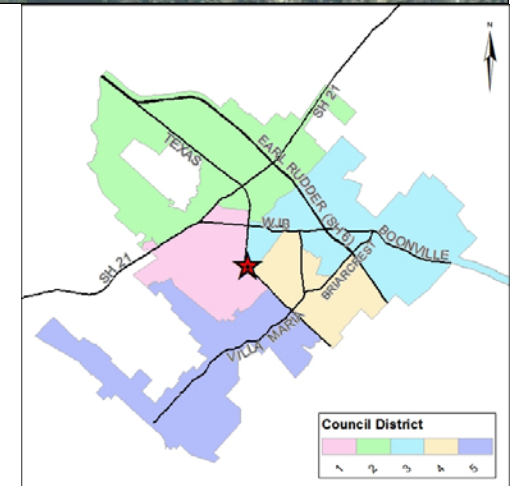 N
SH 21
TEXAS
EARL RUDDER (SH 6)
WJB
BOONVILLE
SH 21
BRIARCREST
VILLA MARIA
Council District
1 2 3 4 5